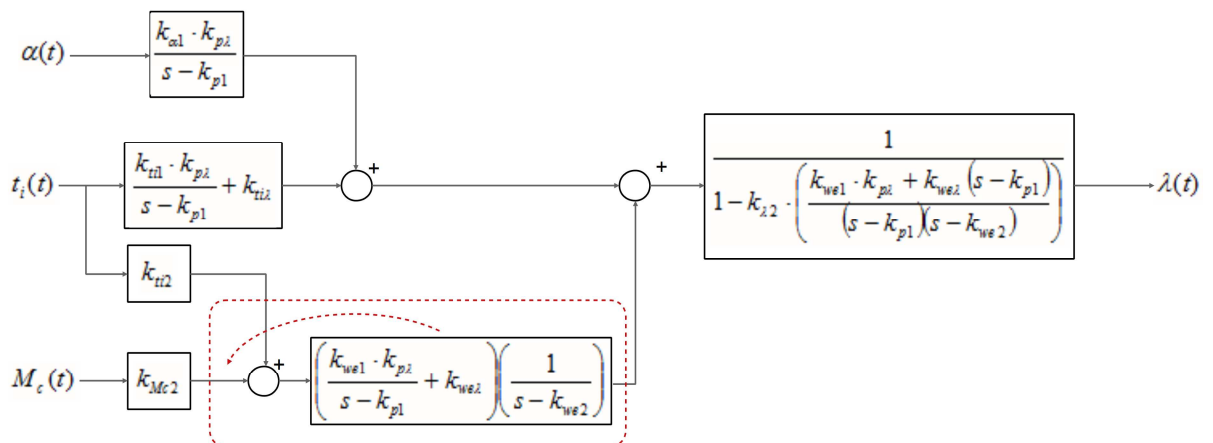 α(t)
k_{α1} · k_{pλ} / (s − k_{p1})
+
t_i(t)
k_{ti1} · k_{pλ} / (s − k_{p1}) + k_{tiλ}
+
1 / (1 − k_{λ2} · ((k_{we1} · k_{pλ} + k_{weλ}(s − k_{p1})) / ((s − k_{p1})(s − k_{we2}))))
λ(t)
k_{ti2}
+
M_c(t)
k_{Mc2}
(k_{we1} · k_{pλ} / (s − k_{p1}) + k_{weλ})(1 / (s − k_{we2}))